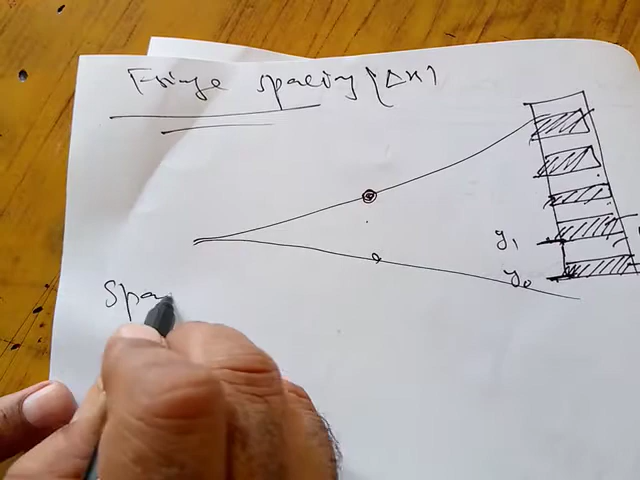 Fringe spacing (Δx)
y₁
y₀
Spa